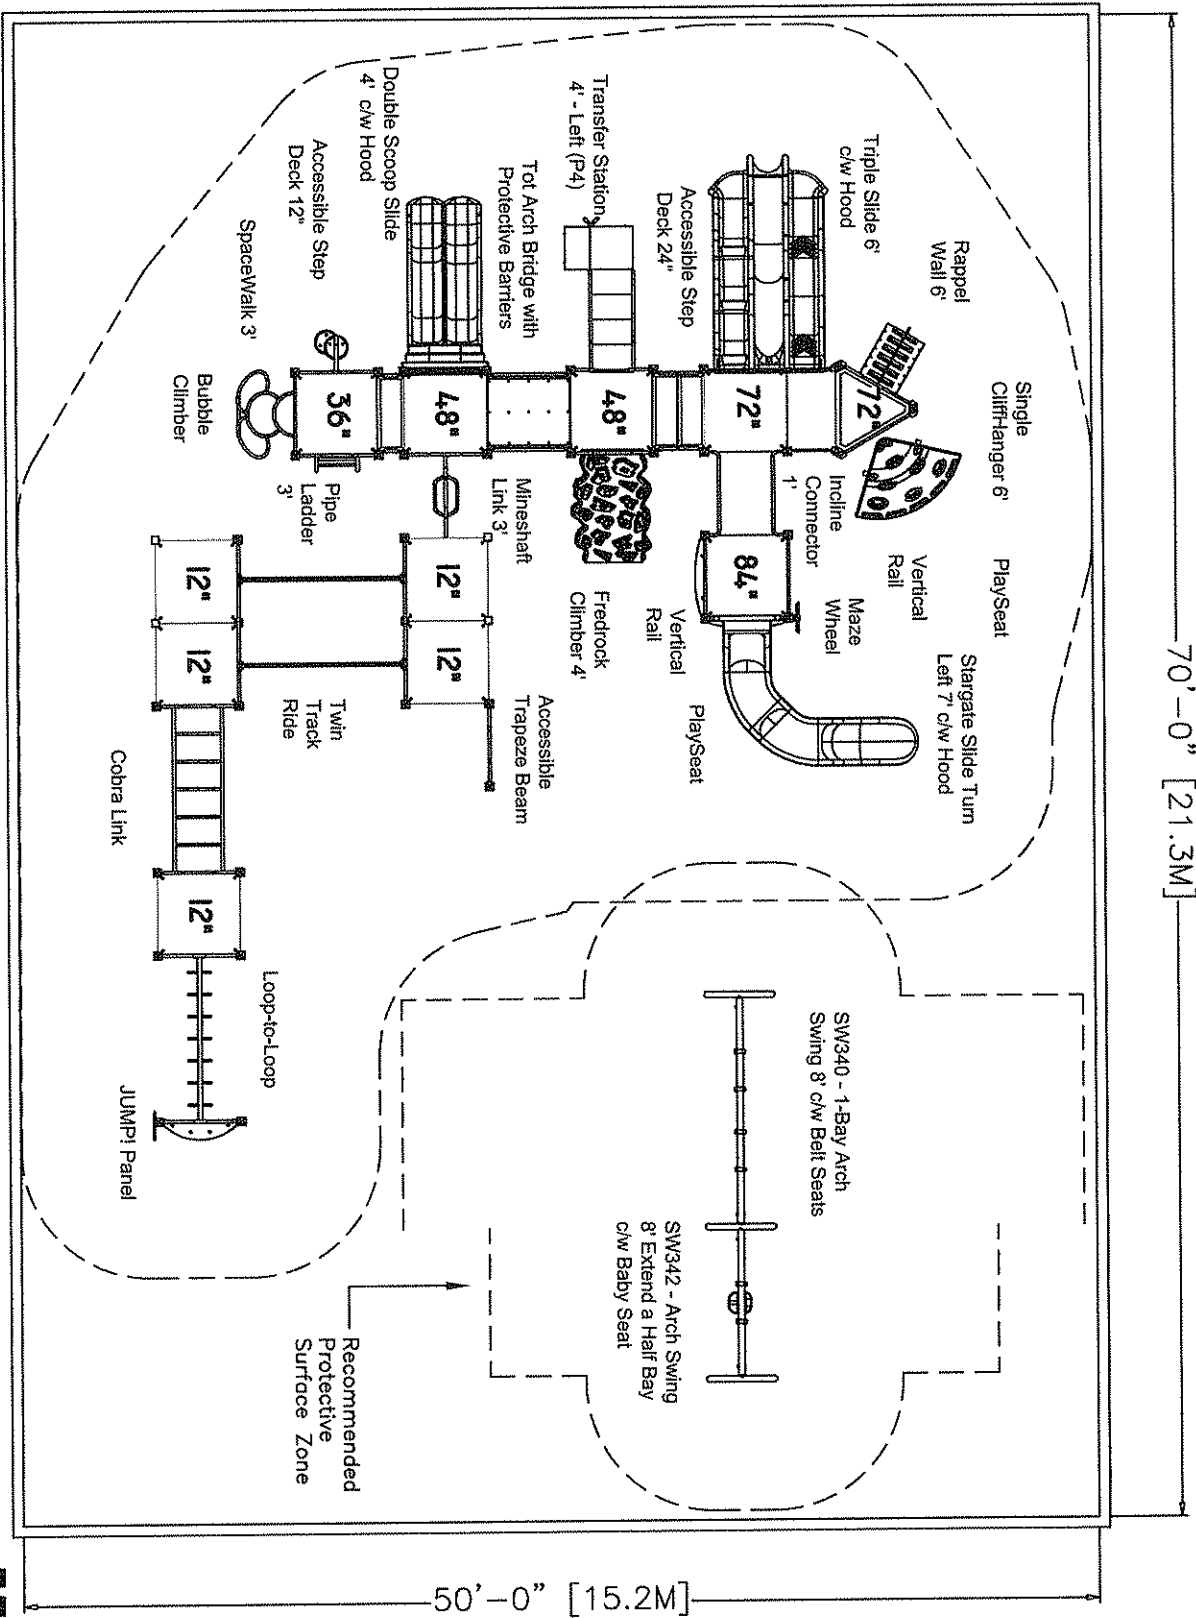 70'-0" [21.3M]
50'-0" [15.2M]
Triple Slide 6'
c/w Hood
Rappel
Wall 6'
Single
CliffHanger 6'
PlaySeat
Stargate Slide Turn
Left 7' c/w Hood
Vertical
Rail
Incline
Connector
1'
Maze
Wheel
Accessible Step
Deck 24"
Vertical
Rail
PlaySeat
Transfer Station
4' - Left (P4)
Fredrock
Climber 4'
Tot Arch Bridge with
Protective Barriers
Mineshaft
Link 3'
Accessible
Trapeze Beam
Double Scoop Slide
4' c/w Hood
Accessible Step
Deck 12"
Pipe
Ladder
3'
Twin
Track
Ride
SpaceWalk 3'
Bubble
Climber
Cobra Link
Loop-to-Loop
JUMP! Panel
72"
72"
84"
48"
48"
36"
12"
12"
12"
12"
12"
SW340 - 1-Bay Arch
Swing 8' c/w Belt Seats
SW342 - Arch Swing
8' Extend a Half Bay
c/w Baby Seat
Recommended
Protective
Surface Zone